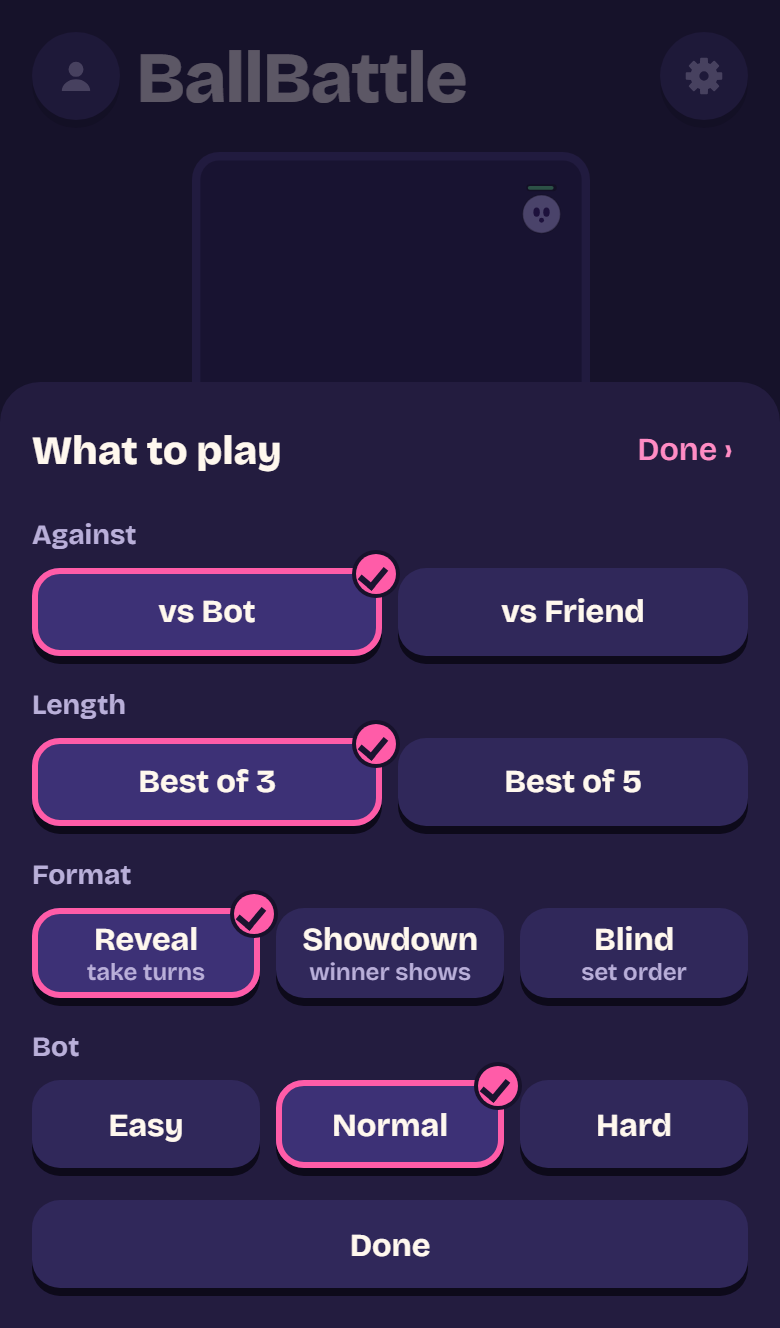 BallBattle
What to play
Done ›
Against
vs Bot
vs Friend
Length
Best of 3
Best of 5
Format
Reveal
take turns
Showdown
winner shows
Blind
set order
Bot
Easy
Normal
Hard
Done